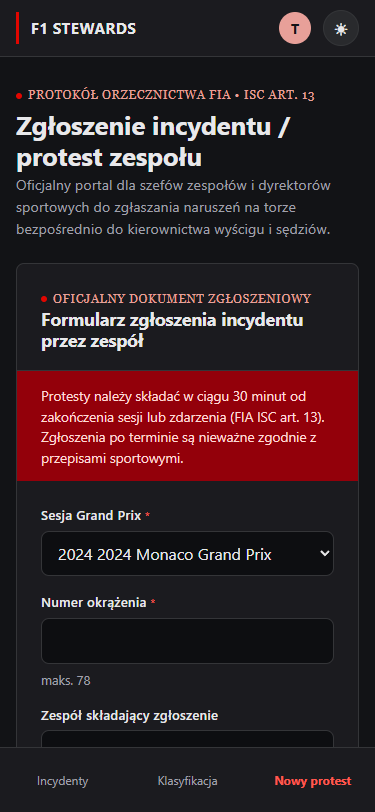 F1 STEWARDS
T
PROTOKÓŁ ORZECZNICTWA FIA • ISC ART. 13
Zgłoszenie incydentu /
protest zespołu
Oficjalny portal dla szefów zespołów i dyrektorów
sportowych do zgłaszania naruszeń na torze
bezpośrednio do kierownictwa wyścigu i sędziów.
OFICJALNY DOKUMENT ZGŁOSZENIOWY
Formularz zgłoszenia incydentu
przez zespół
Protesty należy składać w ciągu 30 minut od
zakończenia sesji lub zdarzenia (FIA ISC art. 13).
Zgłoszenia po terminie są nieważne zgodnie z
przepisami sportowymi.
Sesja Grand Prix *
2024 2024 Monaco Grand Prix
Numer okrążenia *
maks. 78
Zespół składający zgłoszenie
Incydenty
Klasyfikacja
Nowy protest